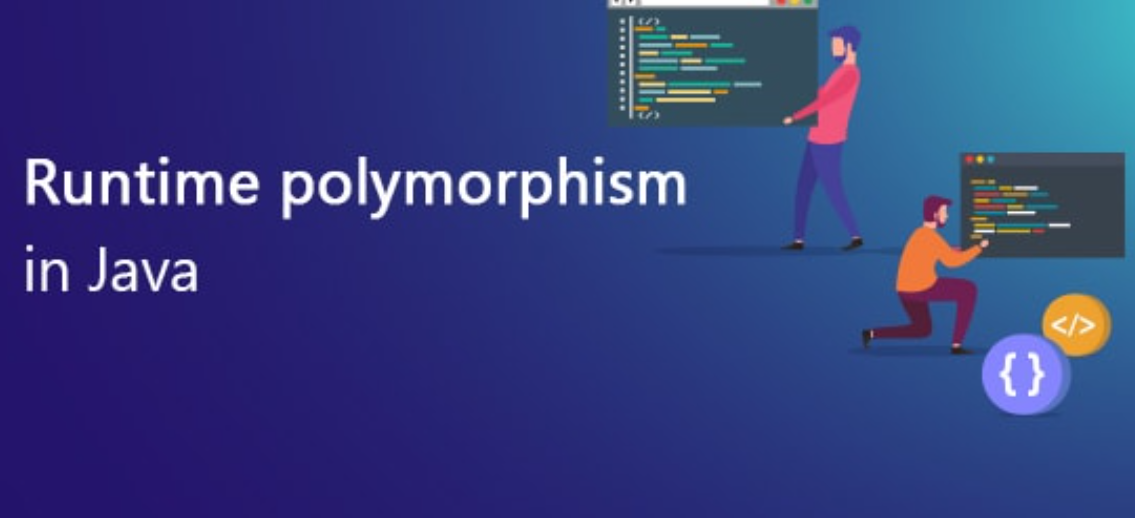 </>
</>
Runtime polymorphism
in Java
</>
{ }